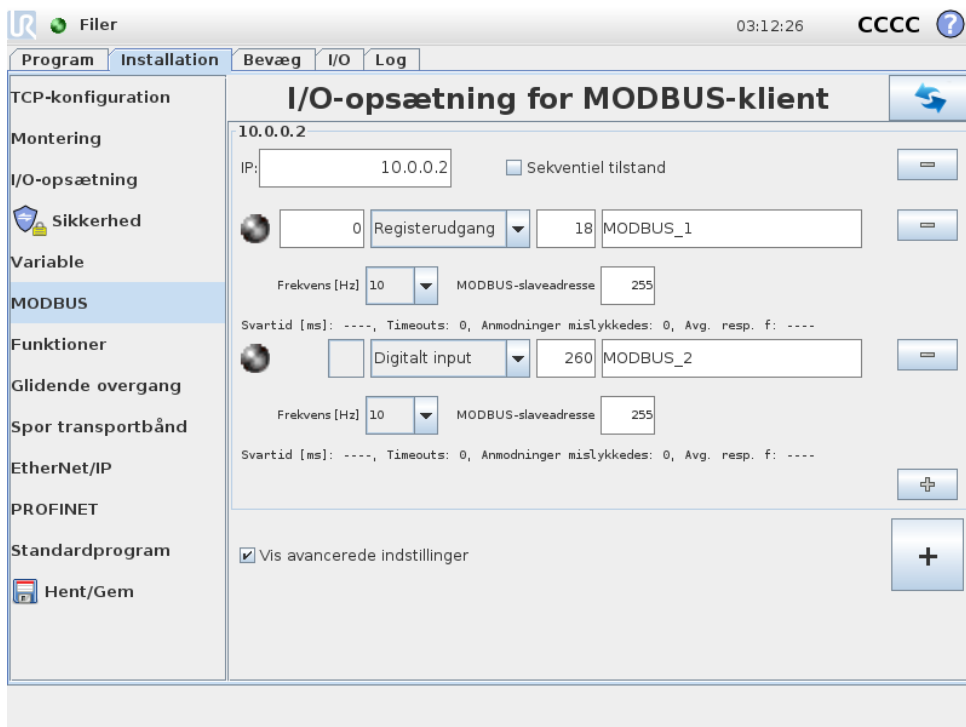 UR Filer 03:12:26 CCCC ?
Program Installation Bevæg I/O Log
TCP-konfiguration
Montering
I/O-opsætning
Sikkerhed
Variable
MODBUS
Funktioner
Glidende overgang
Spor transportbånd
EtherNet/IP
PROFINET
Standardprogram
Hent/Gem
I/O-opsætning for MODBUS-klient
10.0.0.2
IP: 10.0.0.2 Sekventiel tilstand
0 Registerudgang 18 MODBUS_1
Frekvens [Hz] 10 MODBUS-slaveadresse 255
Svartid [ms]: ----, Timeouts: 0, Anmodninger mislykkedes: 0, Avg. resp. f: ----
Digitalt input 260 MODBUS_2
Frekvens [Hz] 10 MODBUS-slaveadresse 255
Svartid [ms]: ----, Timeouts: 0, Anmodninger mislykkedes: 0, Avg. resp. f: ----
Vis avancerede indstillinger